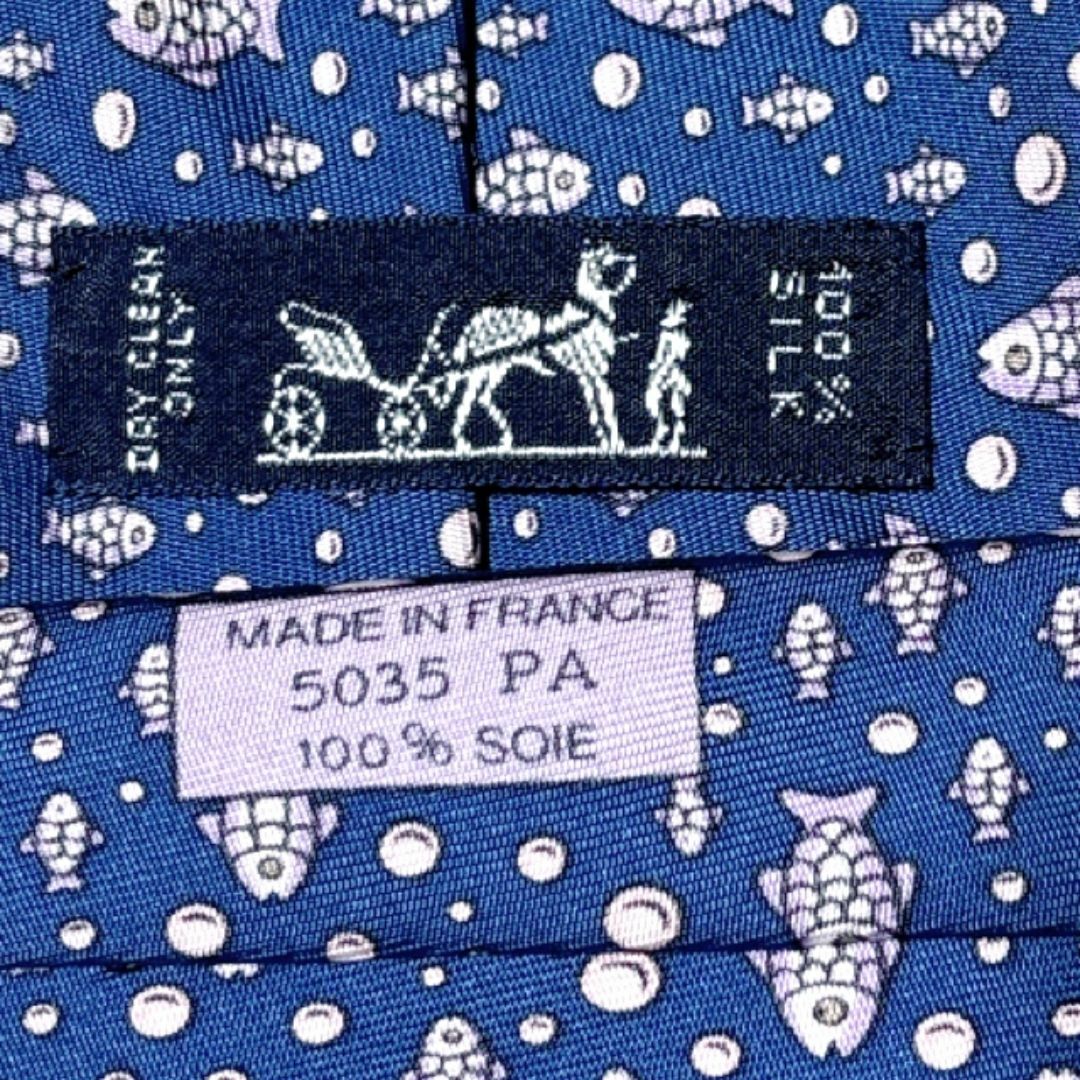 DRY CLEAN
ONLY
100%
SILK
MADE IN FRANCE
5035 PA
100% SOIE